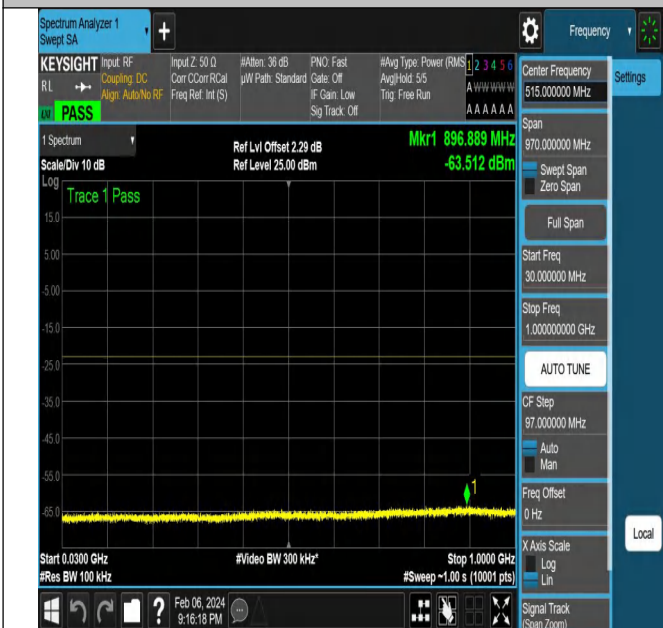 Spectrum Analyzer 1
Swept SA
Frequency
KEYSIGHT
Input: RF
Coupling: DC
Align: Auto/No RF
Input Z: 50 Ω
Corr CCorr RCal
Freq Ref: Int (S)
#Atten: 36 dB
µW Path: Standard
PNO: Fast
Gate: Off
IF Gain: Low
Sig Track: Off
#Avg Type: Power (RMS
Avg|Hold: 5/5
Trig: Free Run
1 2 3 4 5 6
A W W W W W
A A A A A A
R L
LNI
PASS
1 Spectrum
Scale/Div 10 dB
Ref Lvl Offset 2.29 dB
Ref Level 25.00 dBm
Mkr1 896.889 MHz
-63.512 dBm
Log
Trace 1 Pass
15.0
5.00
-5.00
-15.0
-25.0
-35.0
-45.0
-55.0
-65.0
1
Start 0.0300 GHz
#Res BW 100 kHz
#Video BW 300 kHz*
Stop 1.0000 GHz
#Sweep ~1.00 s (10001 pts)
Center Frequency
515.000000 MHz
Settings
Span
970.000000 MHz
Swept Span
Zero Span
Full Span
Start Freq
30.000000 MHz
Stop Freq
1.000000000 GHz
AUTO TUNE
CF Step
97.000000 MHz
Auto
Man
Freq Offset
0 Hz
Local
X Axis Scale
Log
Lin
Signal Track
(Span Zoom)
?
Feb 06, 2024
9:16:18 PM